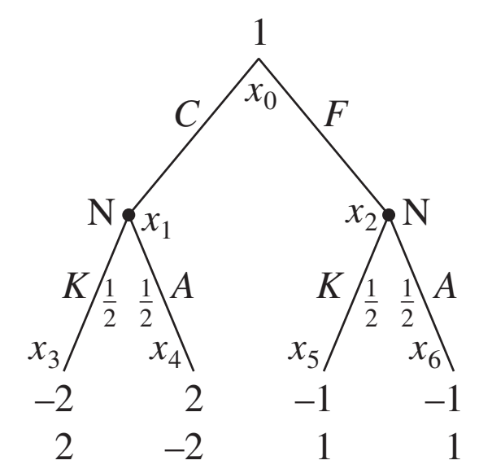 1
x₀
C F
N x₁ x₂ N
K ½ ½ A K ½ ½ A
x₃ x₄ x₅ x₆
−2 2 −1 −1
2 −2 1 1